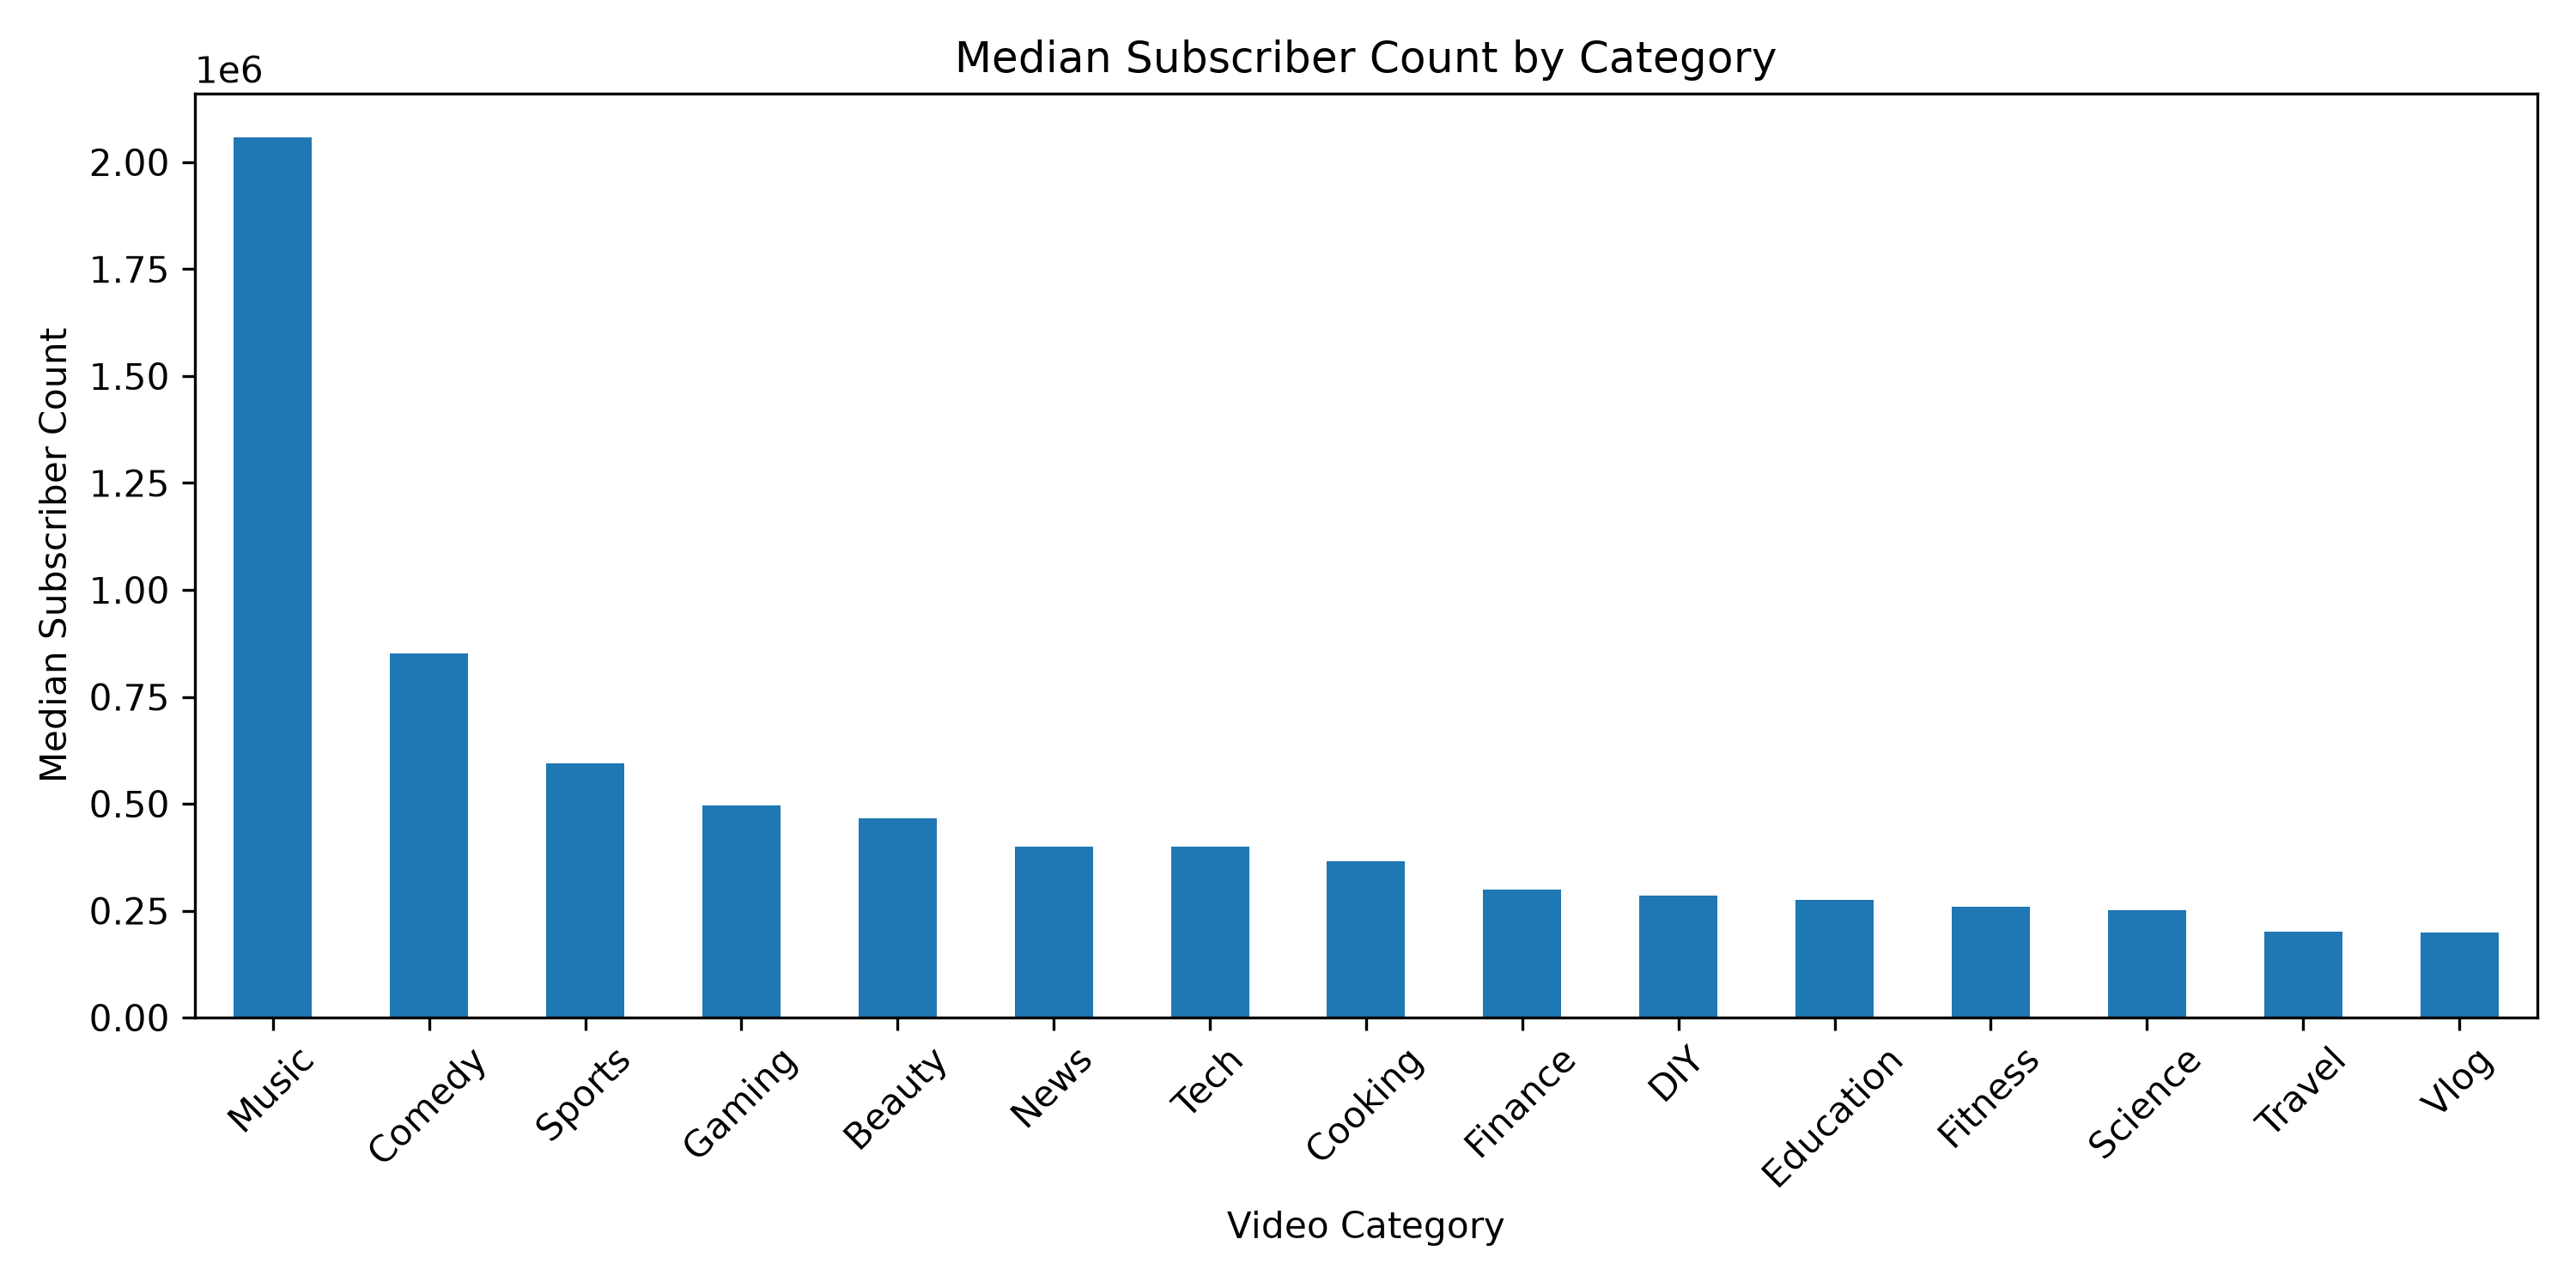 Median Subscriber Count by Category
1e6
2.00
1.75
1.50
1.25
1.00
0.75
0.50
0.25
0.00
Median Subscriber Count
Music
Comedy
Sports
Gaming
Beauty
News
Tech
Cooking
Finance
DIY
Education
Fitness
Science
Travel
Vlog
Video Category